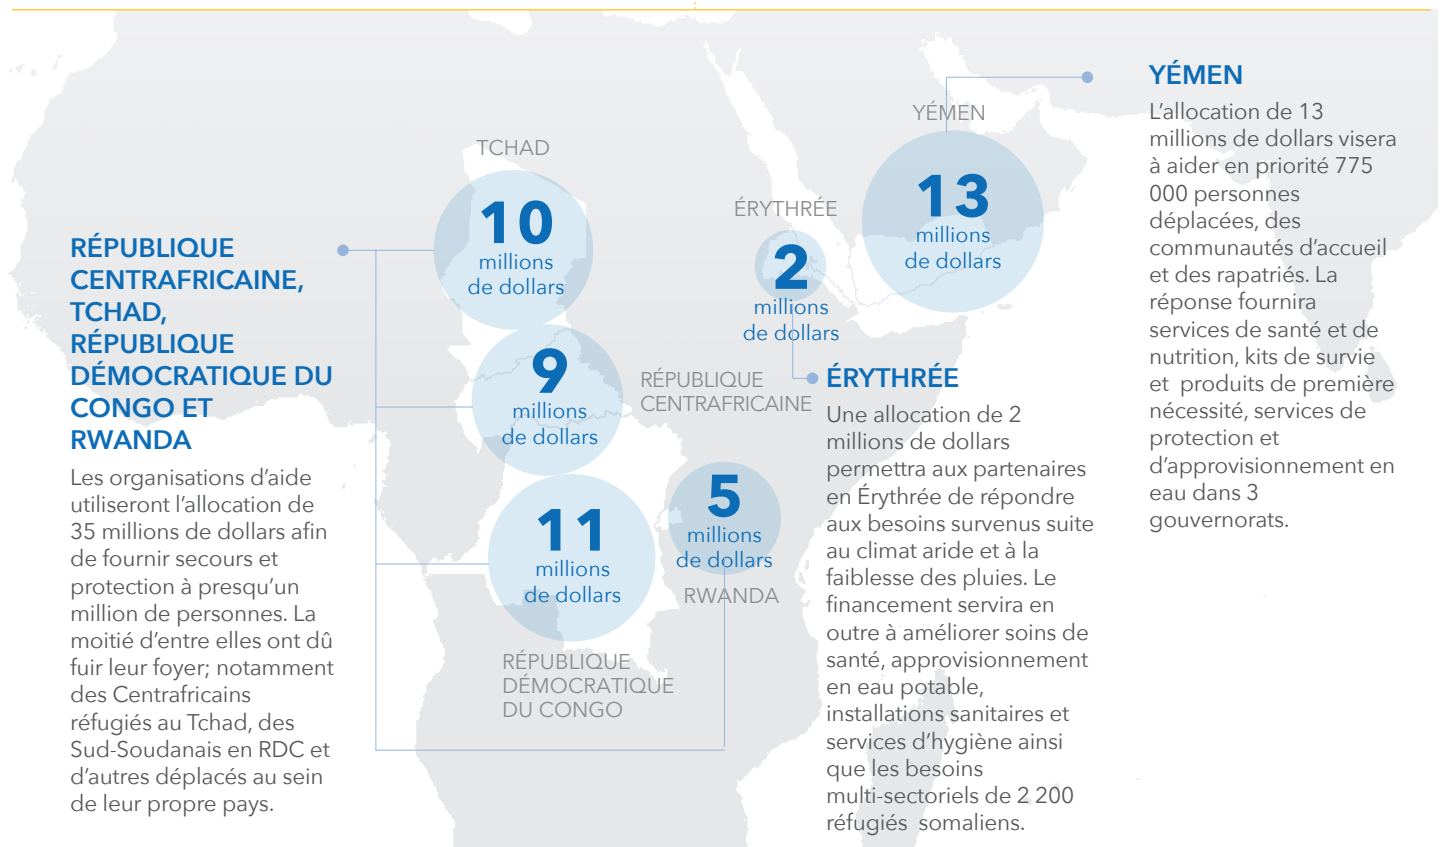 RÉPUBLIQUE
CENTRAFRICAINE,
TCHAD,
RÉPUBLIQUE
DÉMOCRATIQUE DU
CONGO ET
RWANDA
Les organisations d’aide
utiliseront l’allocation de
35 millions de dollars afin
de fournir secours et
protection à presqu’un
million de personnes. La
moitié d’entre elles ont dû
fuir leur foyer; notamment
des Centrafricains
réfugiés au Tchad, des
Sud-Soudanais en RDC et
d’autres déplacés au sein
de leur propre pays.
TCHAD
10
millions
de dollars
9
millions
de dollars
RÉPUBLIQUE
CENTRAFRICAINE
11
millions
de dollars
RÉPUBLIQUE
DÉMOCRATIQUE
DU CONGO
5
millions
de dollars
RWANDA
ÉRYTHRÉE
2
millions
de dollars
ÉRYTHRÉE
Une allocation de 2
millions de dollars
permettra aux partenaires
en Érythrée de répondre
aux besoins survenus suite
au climat aride et à la
faiblesse des pluies. Le
financement servira en
outre à améliorer soins de
santé, approvisionnement
en eau potable,
installations sanitaires et
services d’hygiène ainsi
que les besoins
multi-sectoriels de 2 200
réfugiés somaliens.
YÉMEN
13
millions
de dollars
YÉMEN
L’allocation de 13
millions de dollars visera
à aider en priorité 775
000 personnes
déplacées, des
communautés d’accueil
et des rapatriés. La
réponse fournira
services de santé et de
nutrition, kits de survie
et produits de première
nécessité, services de
protection et
d’approvisionnement en
eau dans 3
gouvernorats.